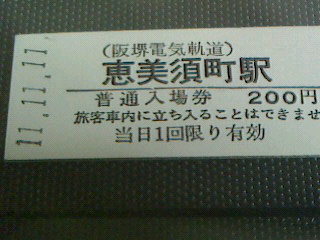 11.11.11.
(阪堺電気軌道)
恵美須町駅
普通入場券 200円
旅客車内に立ち入ることはできませ
当日1回限り有効